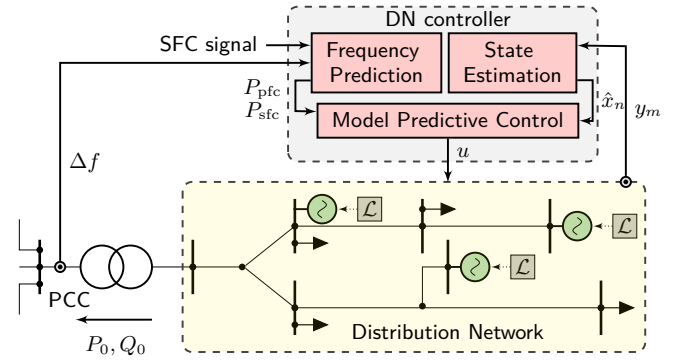 DN controller
SFC signal
Frequency
Prediction
State
Estimation
P_pfc
P_sfc
Model Predictive Control
x̂_n
y_m
u
Δf
ℒ
ℒ
ℒ
PCC
P_0, Q_0
Distribution Network